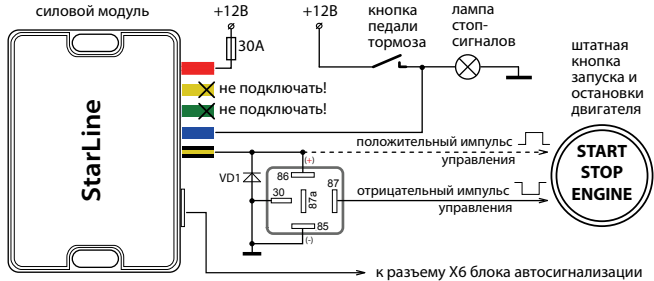 силовой модуль
+12В
+12В
кнопка
педали
тормоза
лампа
стоп-
сигналов
30А
штатная
кнопка
запуска и
остановки
двигателя
не подключать!
не подключать!
StarLine
положительный импульс
управления
(+)
VD1
86
30
87а
87
85
(-)
отрицательный импульс
управления
START
STOP
ENGINE
к разъему Х6 блока автосигнализации